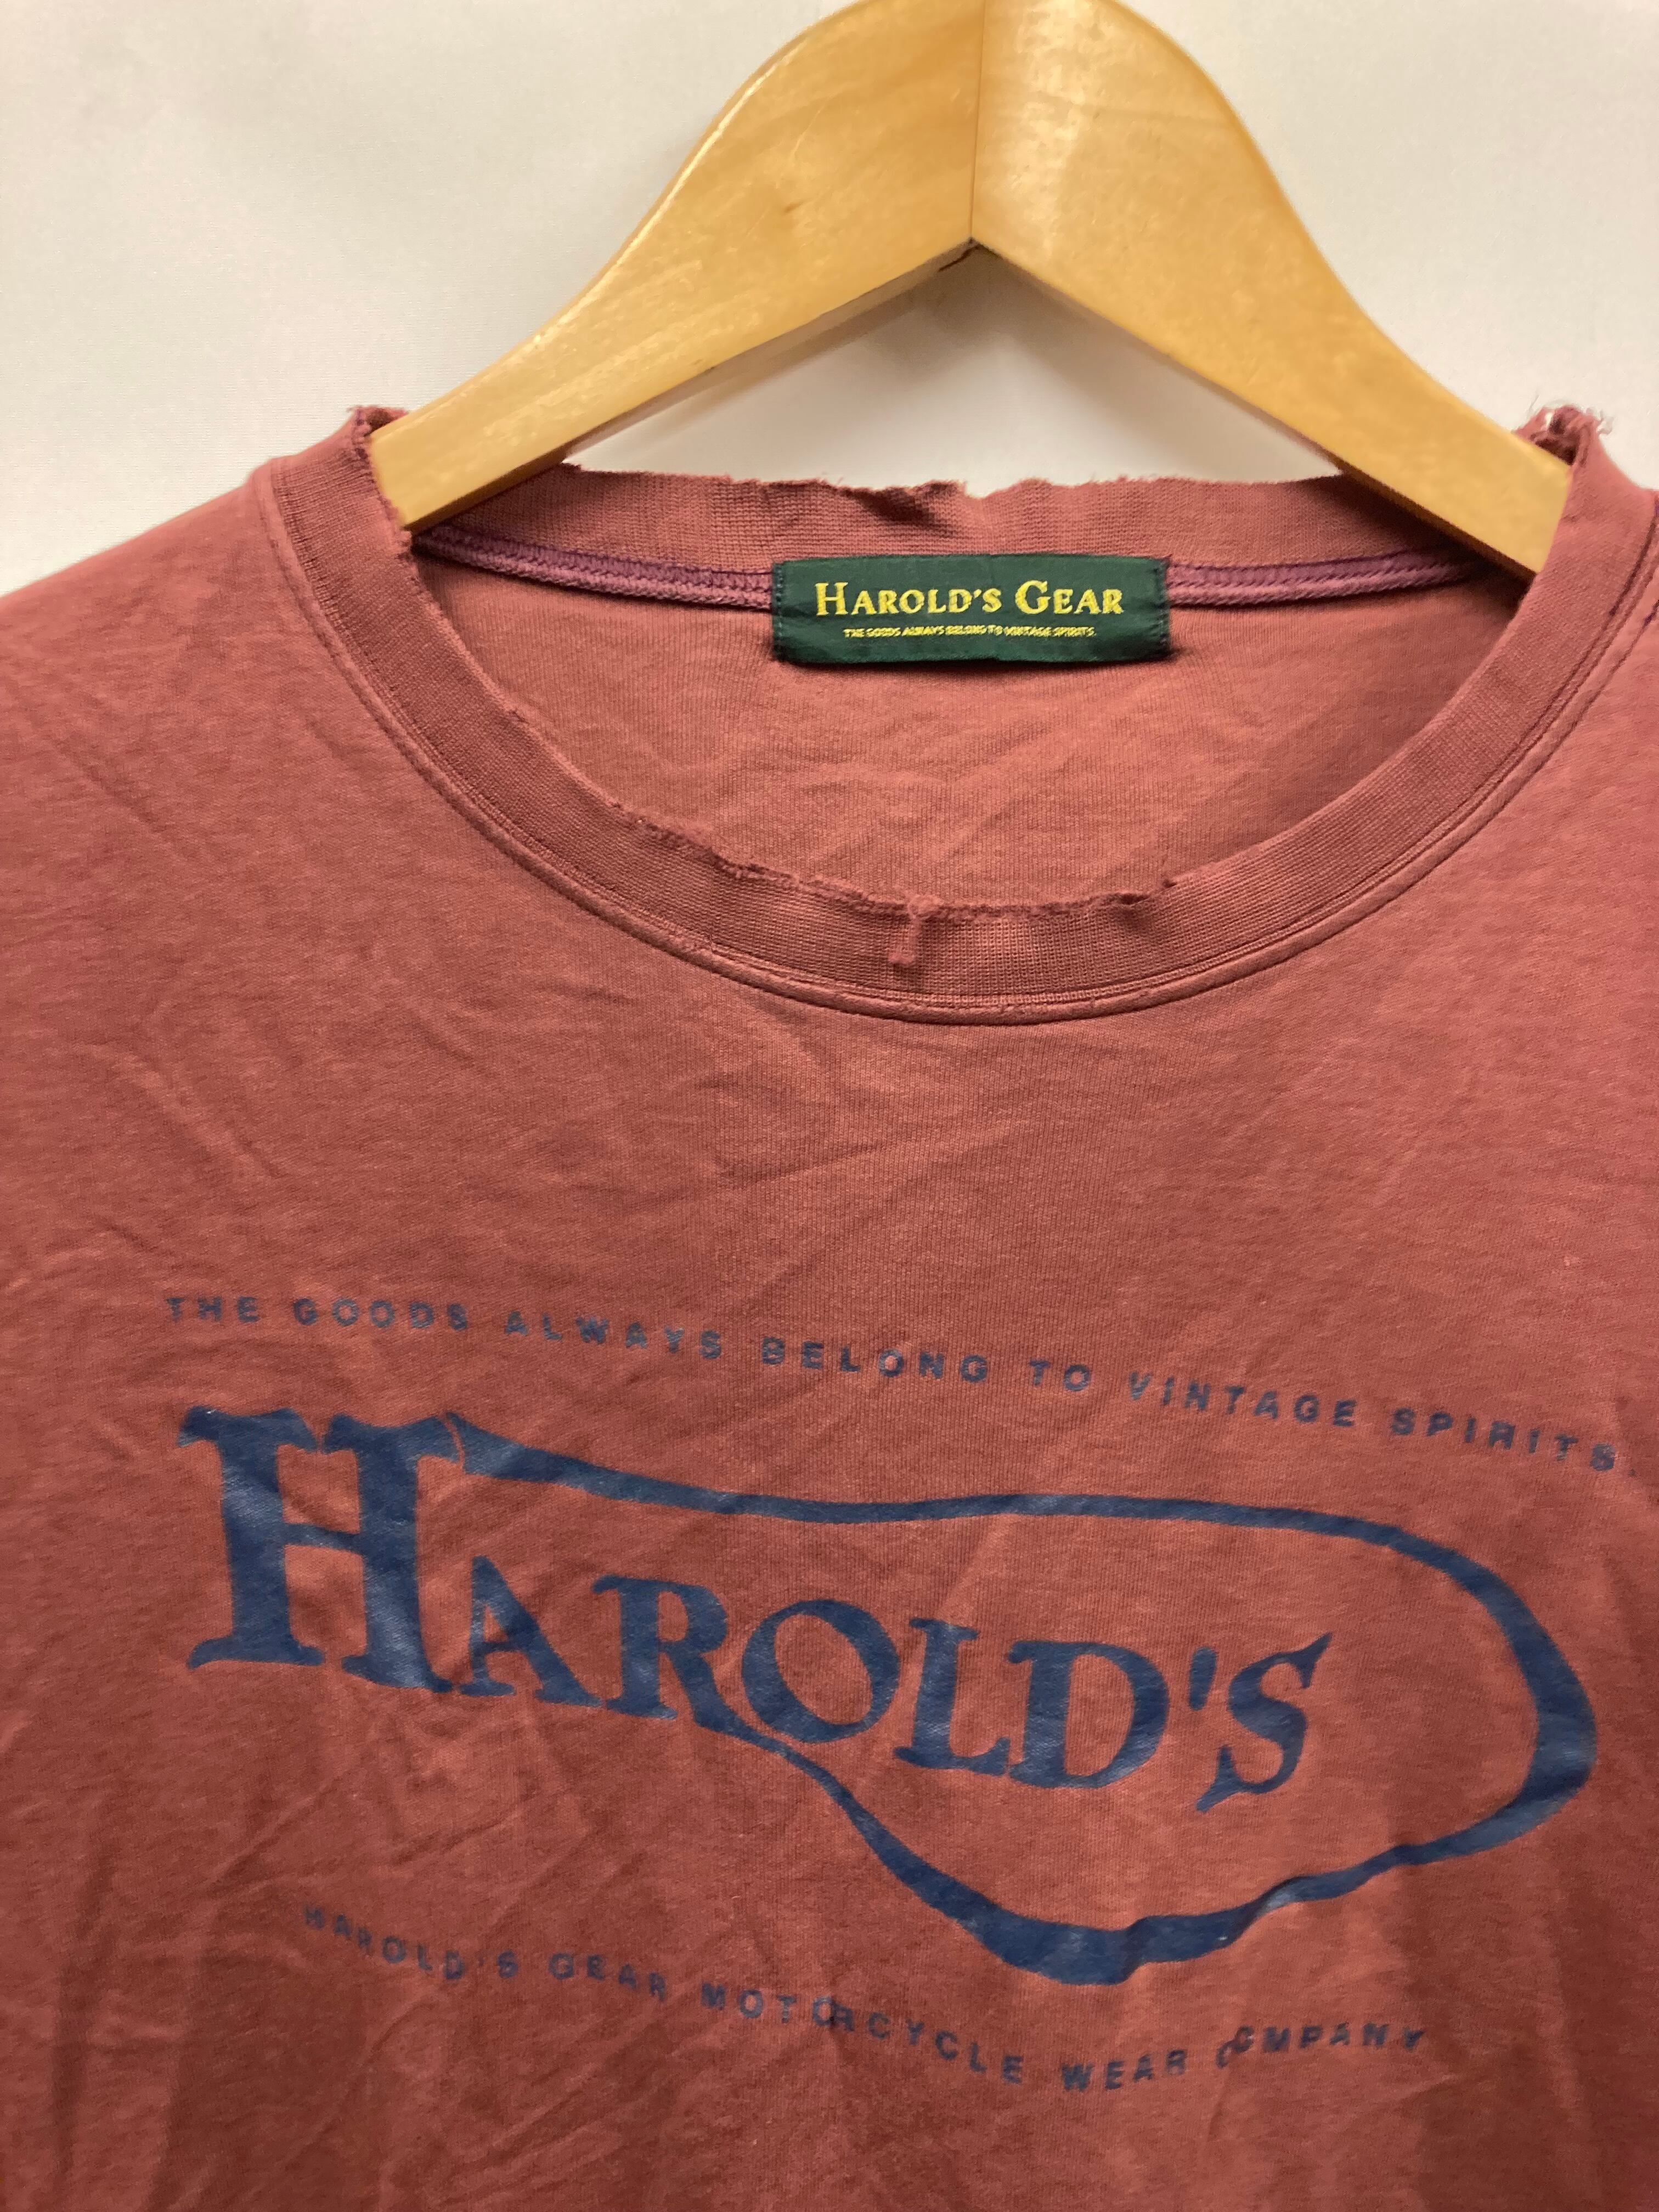 HAROLD'S GEAR
THE GOODS ALWAYS BELONG TO VINTAGE SPIRITS.
THE GOODS ALWAYS BELONG TO VINTAGE SPIRITS.
HAROLD'S
HAROLD'S GEAR MOTORCYCLE WEAR COMPANY